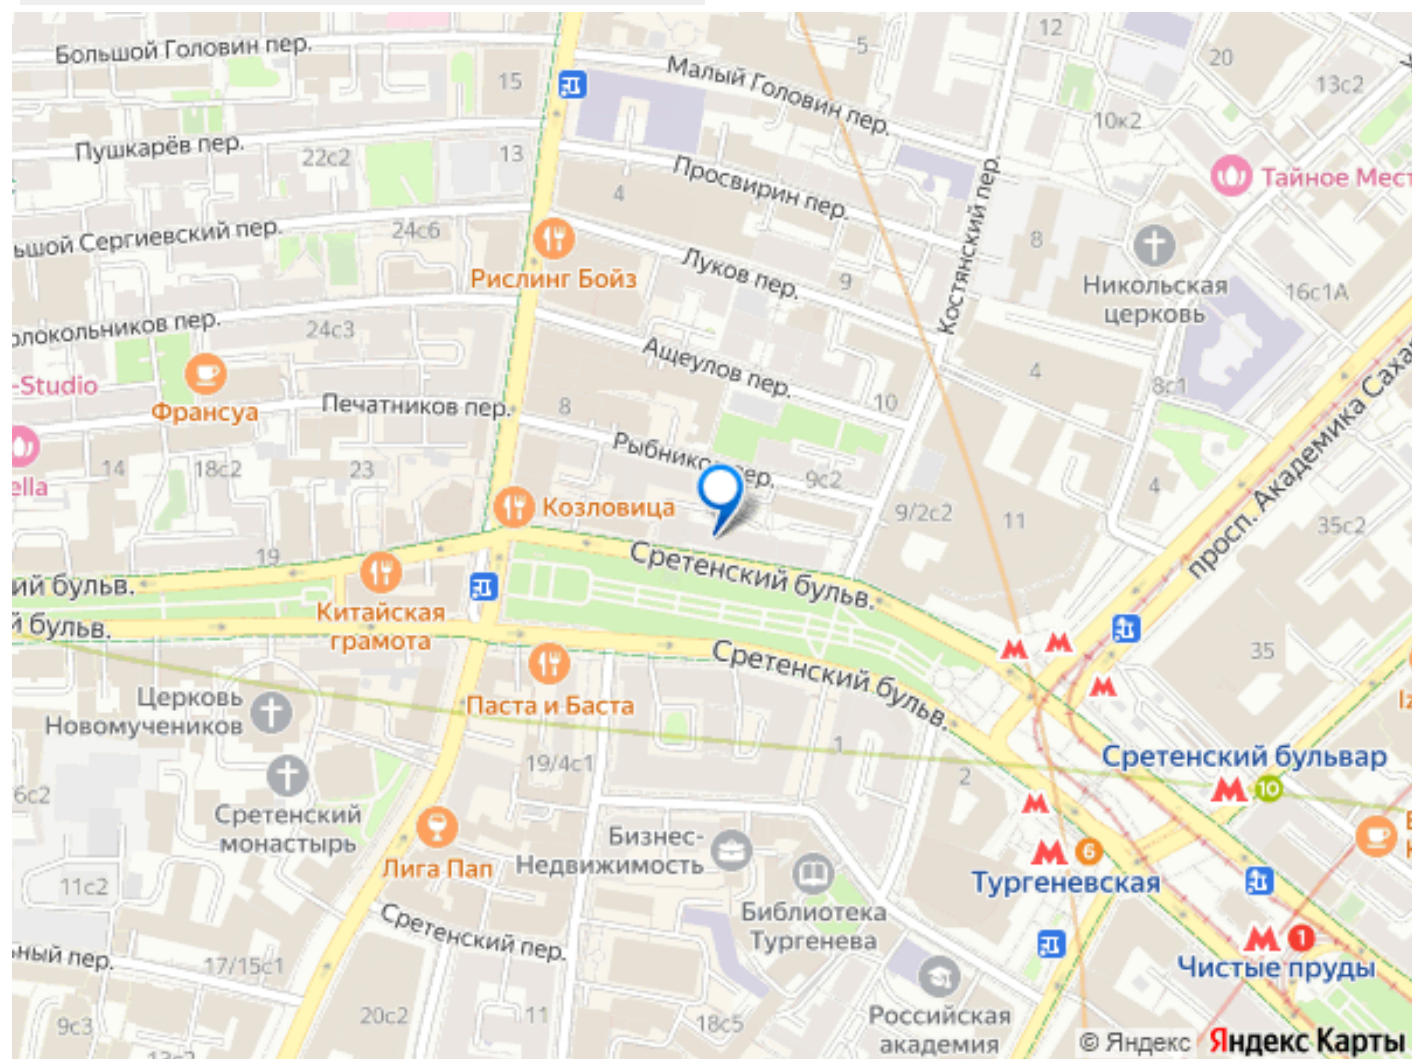 Большой Головин пер.
12
5
20
15
Малый Головин пер.
13с2
10к2
Пушкарёв пер.
22с2
13
Просвирин пер.
4
Костянский пер.
Тайное Мест
ьшой Сергиевский пер.
24с6
8
Рислинг Бойз
Луков пер.
9
Никольская
церковь
16с1А
олокольников пер.
24с3
Ащеулов пер.
4
8с1
просп. Академика Саха
-Studio
Франсуа
Печатников пер.
8
10
Рыбников пер.
9с2
14
18с2
23
ella
4
Козловица
9/2с2
11
35с2
19
Сретенский бульв.
ий бульв.
Китайская
грамота
й бульв.
Сретенский бульв.
35
Церковь
Новомучеников
Паста и Баста
Iz
1
Сретенский бульвар
10
19/4с1
2
6с2
Сретенский
монастырь
Бизнес-
Недвижимость
6
Тургеневская
Лига Пап
11с2
Библиотека
Тургенева
Сретенский пер.
1
Чистые пруды
ный пер.
17/15с1
20с2
11
18с5
Российская
академия
9с3
13с2
© Яндекс Яндекс Карты